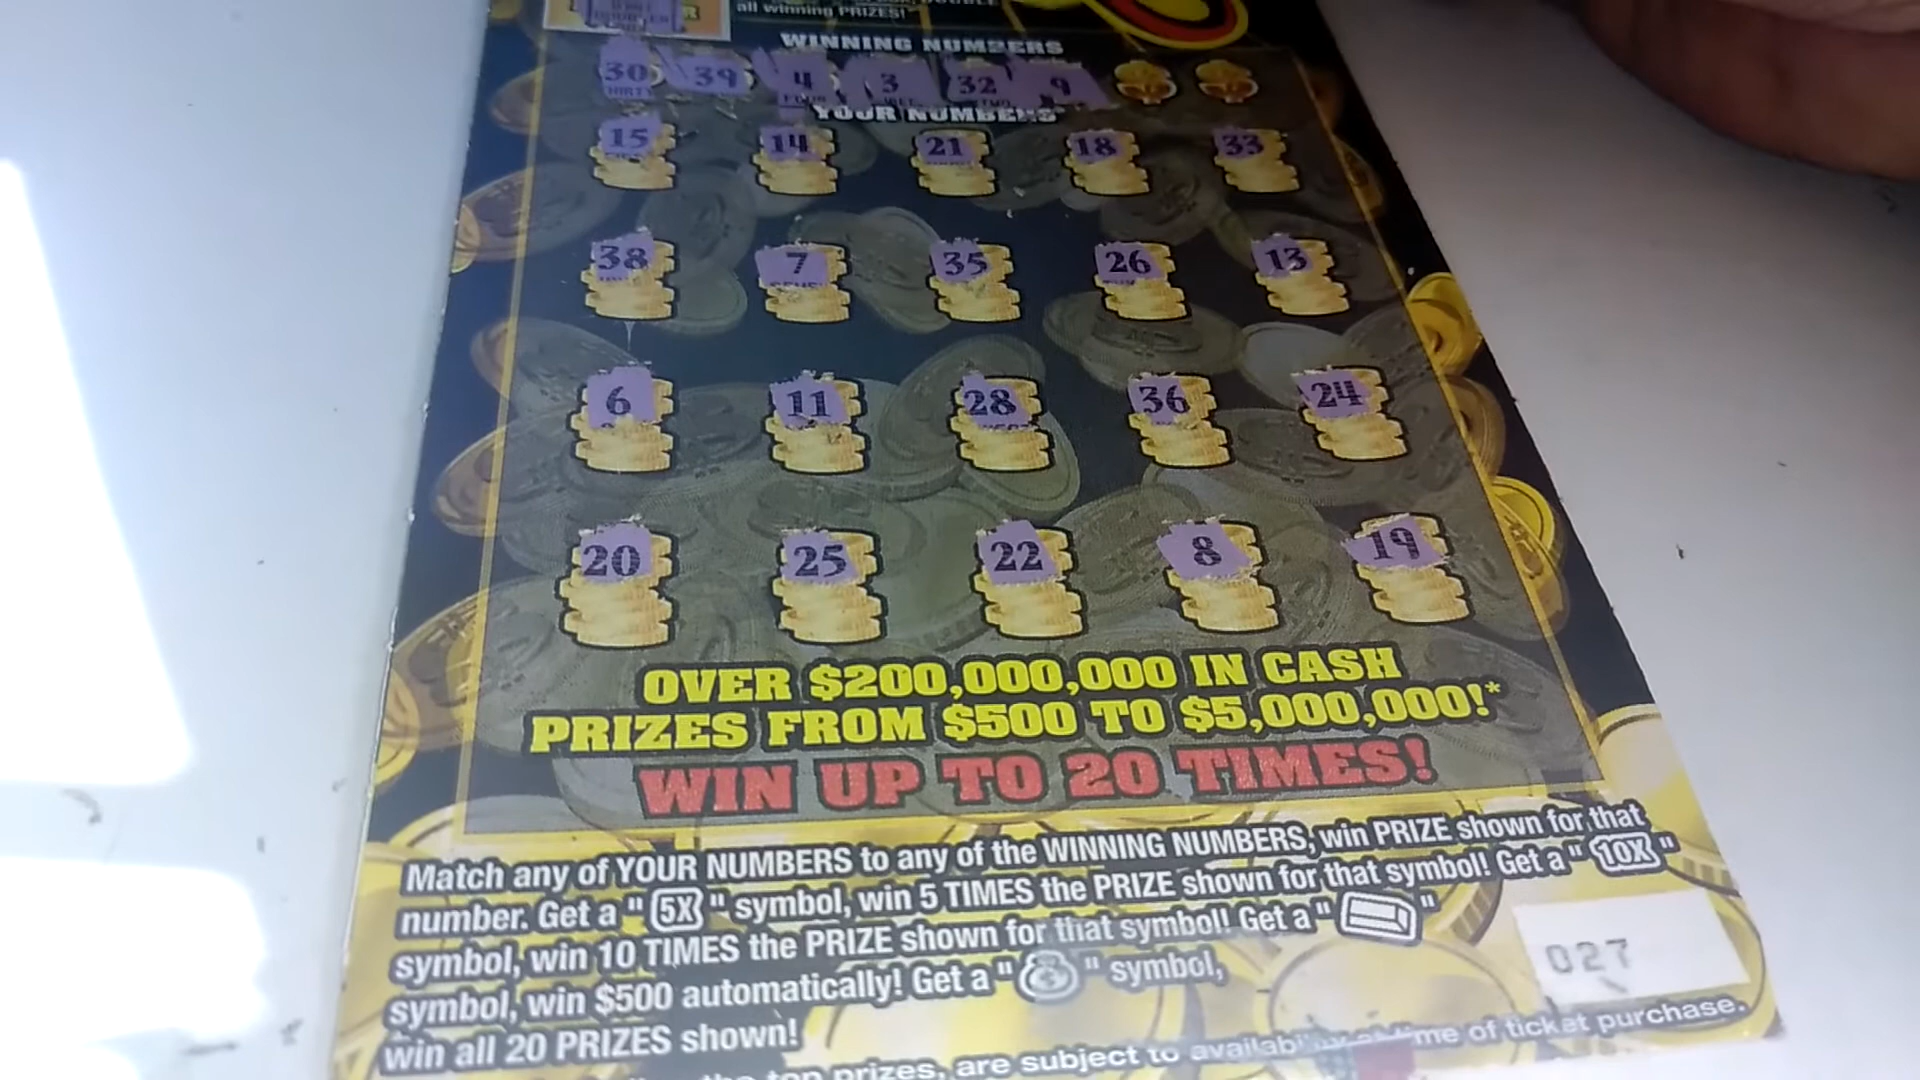 all winning PRIZES!
WINNING NUMBERS
30 39 4 3 32 9
YOUR NUMBERS
15 14 21 18 33
38 7 35 26 13
6 11 28 36 24
20 25 22 8 19
OVER $200,000,000 IN CASH
PRIZES FROM $500 TO $5,000,000!*
WIN UP TO 20 TIMES!
Match any of YOUR NUMBERS to any of the WINNING NUMBERS, win PRIZE shown for that
number. Get a "5X" symbol, win 5 TIMES the PRIZE shown for that symbol! Get a "10X"
symbol, win 10 TIMES the PRIZE shown for that symbol! Get a " "
symbol, win $500 automatically! Get a " " symbol,
win all 20 PRIZES shown!
027
top prizes, are subject to availability at time of ticket purchase.